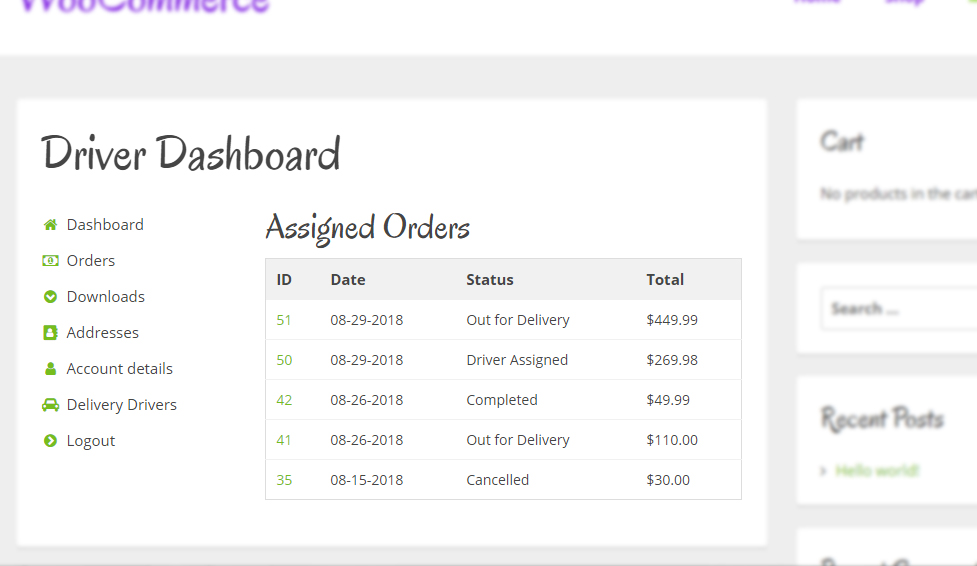 WooCommerce
Home Shop
Driver Dashboard
Dashboard
Orders
Downloads
Addresses
Account details
Delivery Drivers
Logout
Assigned Orders
ID Date Status Total
51 08-29-2018 Out for Delivery $449.99
50 08-29-2018 Driver Assigned $269.98
42 08-26-2018 Completed $49.99
41 08-26-2018 Out for Delivery $110.00
35 08-15-2018 Cancelled $30.00
Cart
No products in the
Search ...
Recent Posts
Hello world!